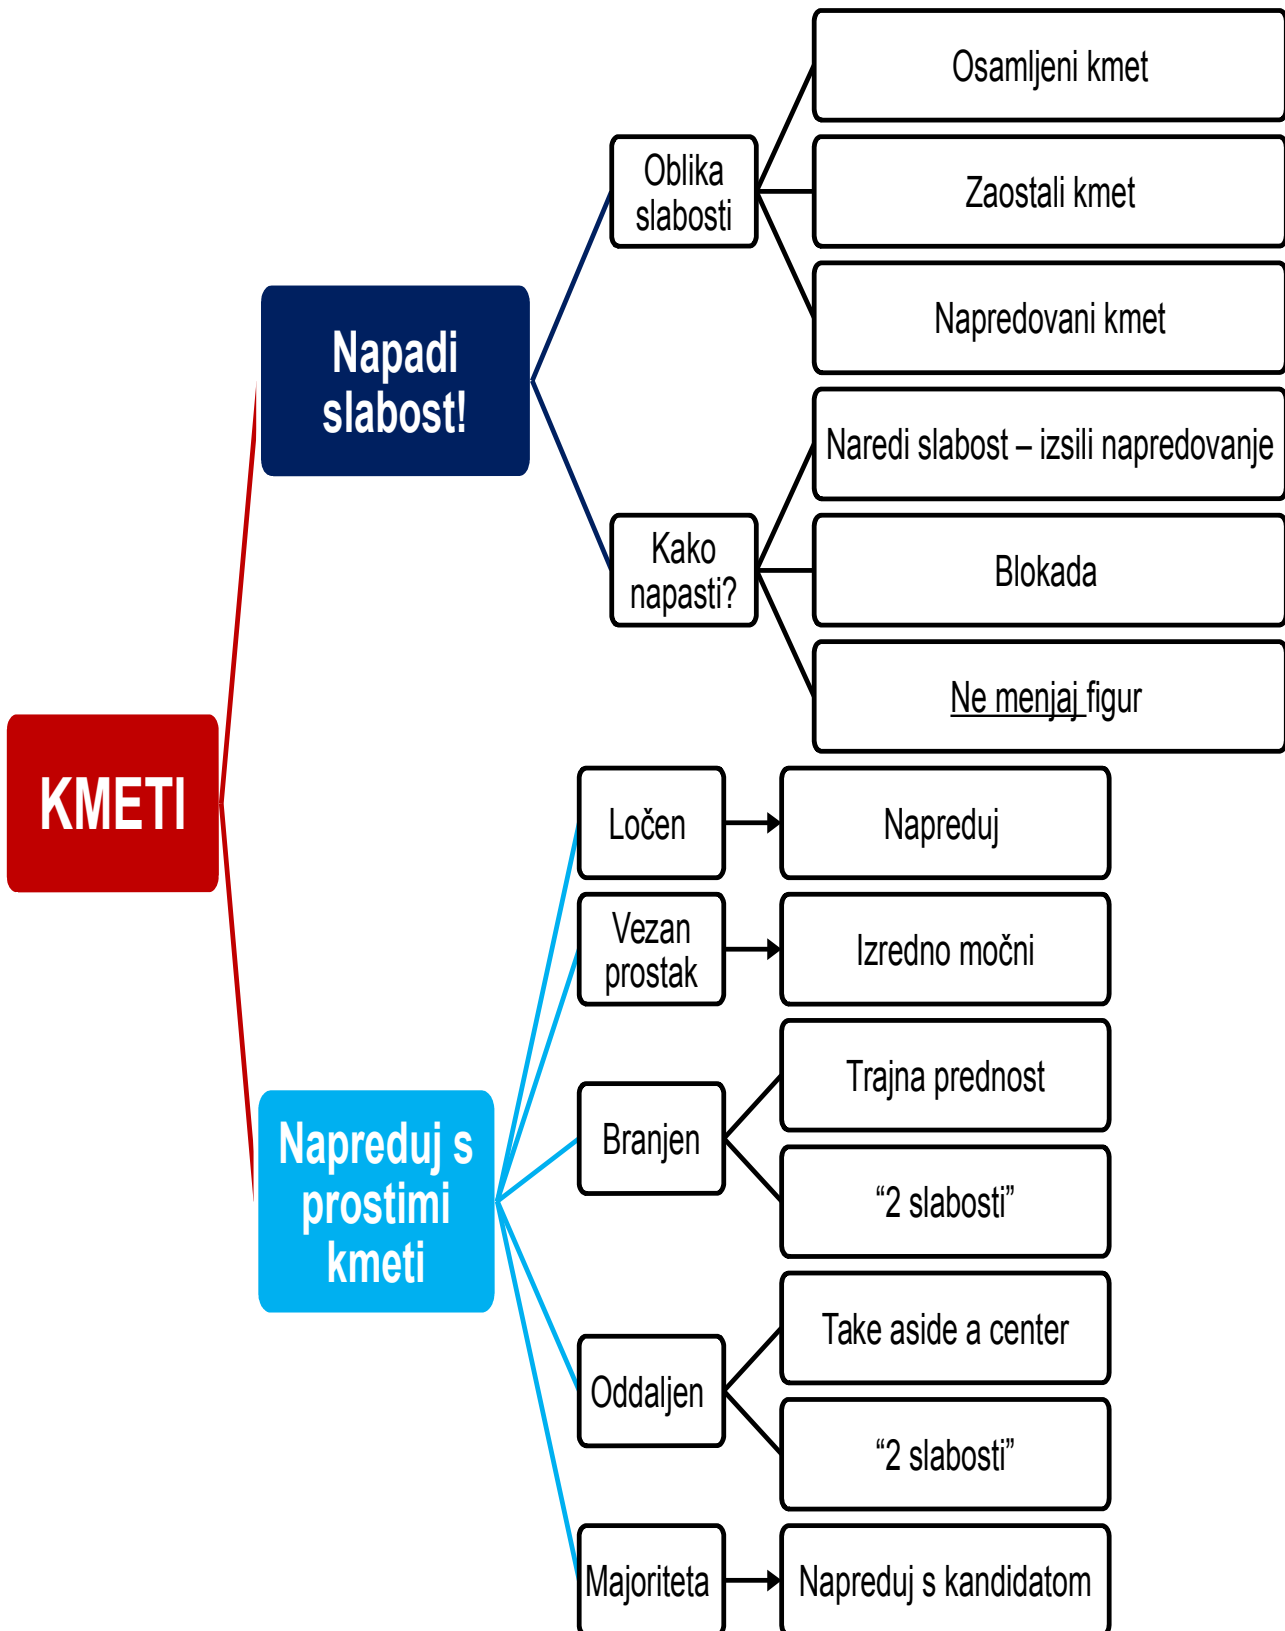 KMETI
Napadi
slabost!
Oblika
slabosti
Osamljeni kmet
Zaostali kmet
Napredovani kmet
Kako
napasti?
Naredi slabost – izsili napredovanje
Blokada
Ne menjaj figur
Napreduj s
prostimi
kmeti
Ločen
Napreduj
Vezan
prostak
Izredno močni
Branjen
Trajna prednost
“2 slabosti”
Oddaljen
Take aside a center
“2 slabosti”
Majoriteta
Napreduj s kandidatom